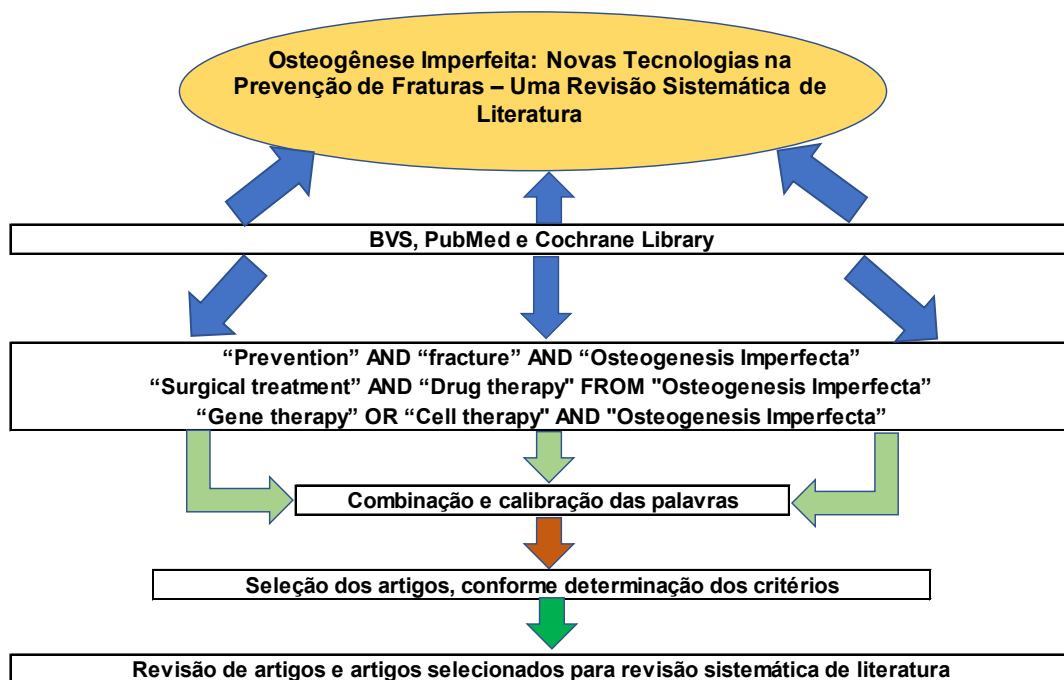 Osteogênese Imperfeita: Novas Tecnologias na
Prevenção de Fraturas – Uma Revisão Sistemática de
Literatura
BVS, PubMed e Cochrane Library
“Prevention” AND “fracture” AND “Osteogenesis Imperfecta”
“Surgical treatment” AND “Drug therapy" FROM "Osteogenesis Imperfecta”
“Gene therapy” OR “Cell therapy" AND "Osteogenesis Imperfecta”
Combinação e calibração das palavras
Seleção dos artigos, conforme determinação dos critérios
Revisão de artigos e artigos selecionados para revisão sistemática de literatura